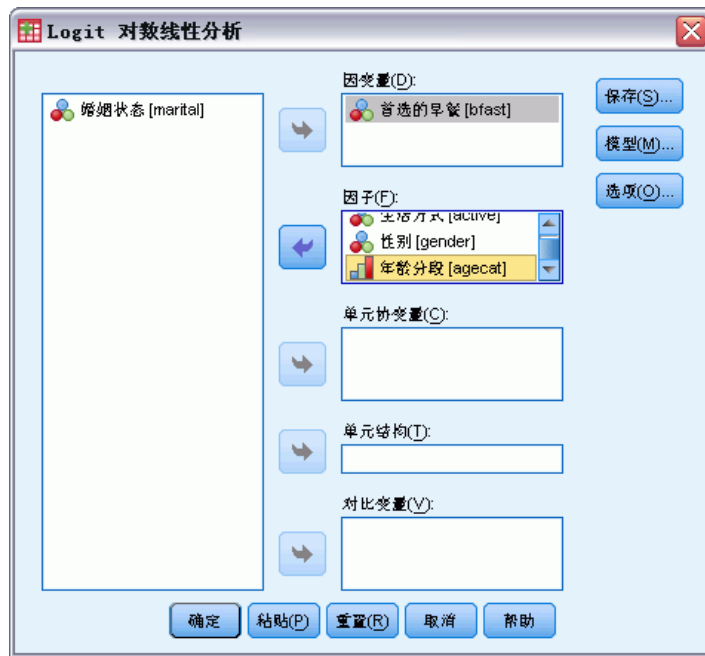 Logit 对数线性分析
婚姻状态 [marital]
因变量(D):
首选的早餐 [bfast]
因子(F):
生活方式 [active]
性别 [gender]
年龄分段 [agecat]
单元协变量(C):
单元结构(T):
对比变量(V):
保存(S)...
模型(M)...
选项(O)...
确定
粘贴(P)
重置(R)
取消
帮助